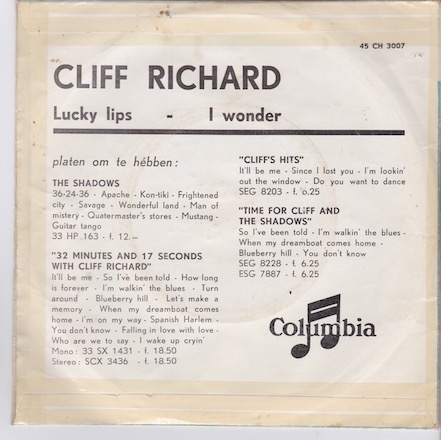 45 CH 3007
CLIFF RICHARD
Lucky lips - I wonder
platen om te hébben :
THE SHADOWS
36-24-36 - Apache - Kon-tiki - Frightened
city - Savage - Wonderful land - Man of
mistery - Quatermaster's stores - Mustang -
Guitar tango
33 HP 163 - f. 12.—
"32 MINUTES AND 17 SECONDS
WITH CLIFF RICHARD"
It'll be me - So I've been told - How long
is forever - I'm walkin' the blues - Turn
around - Blueberry hill - Let's make a
memory - When my dreamboat comes
home - I'm on my way - Spanish Harlem -
You don't know - Falling in love with love -
Who are we to say - I wake up cryin'
Mono : 33 SX 1431 - f. 18.50
Stereo : SCX 3436 - f. 18.50
"CLIFF'S HITS"
It'll be me - Since I lost you - I'm lookin'
out the window - Do you want to dance
SEG 8203 - f. 6.25
"TIME FOR CLIFF AND
THE SHADOWS"
So I've been told - I'm walkin' the blues -
When my dreamboat comes home -
Blueberry hill - You don't know
SEG 8228 - f. 6.25
ESG 7887 - f. 6.25
Columbia